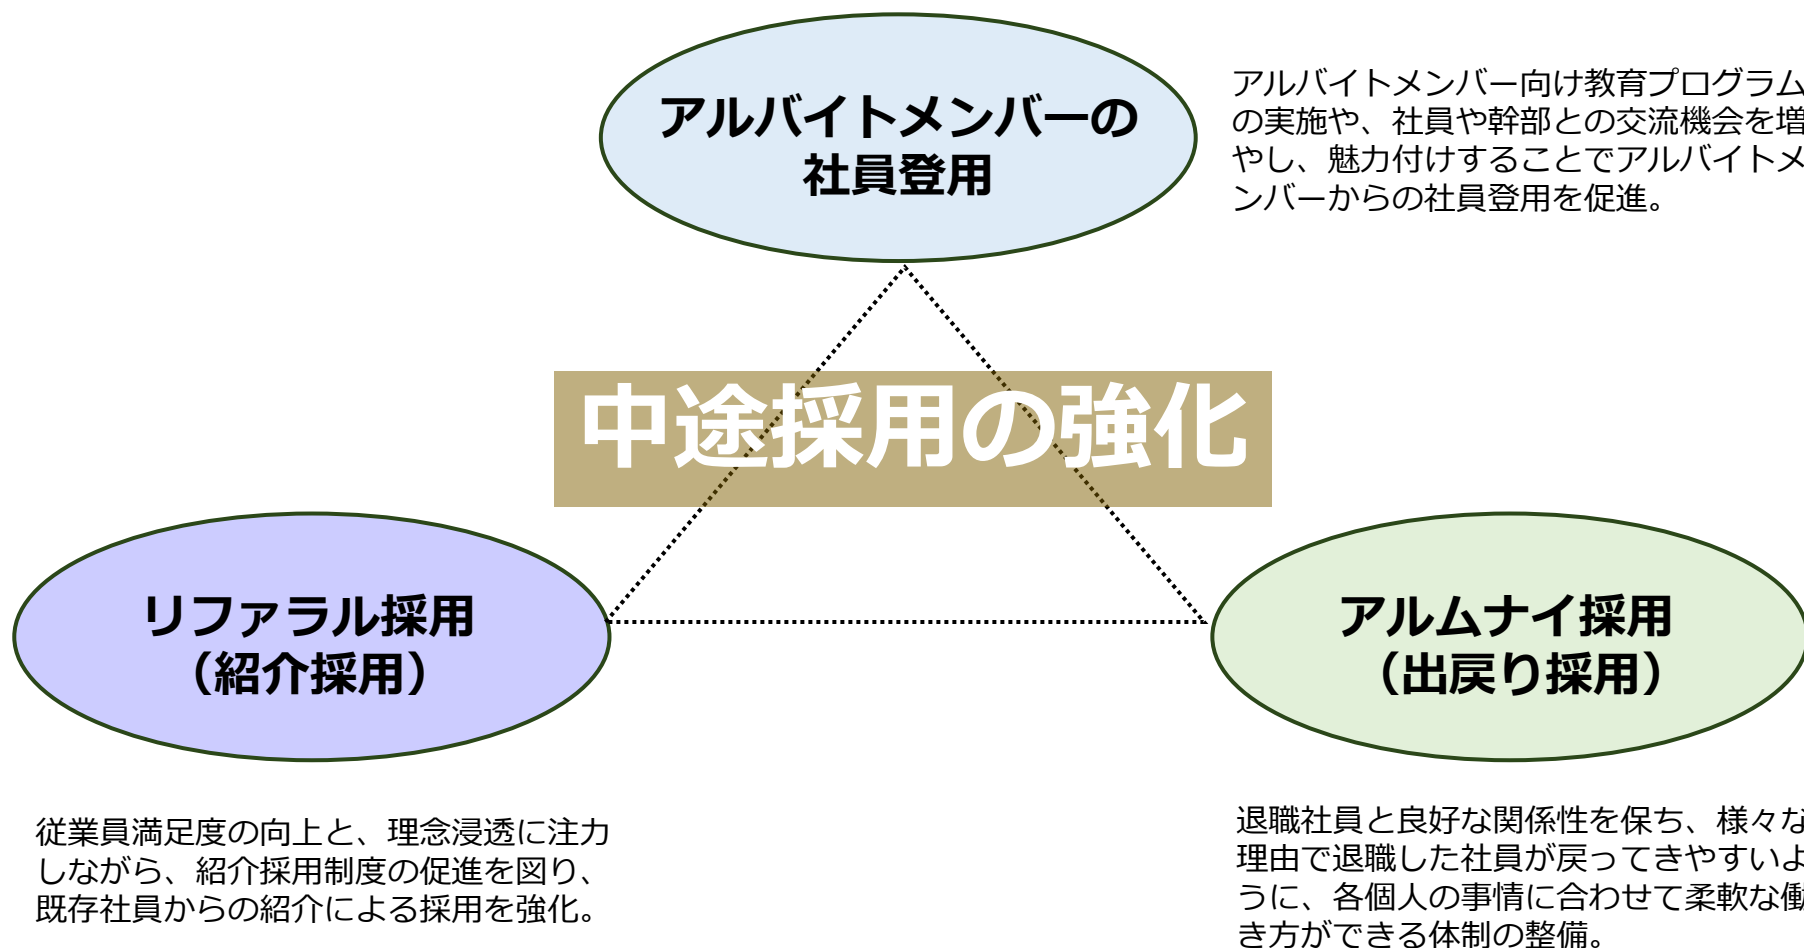 アルバイトメンバーの
社員登用
アルバイトメンバー向け教育プログラム
の実施や、社員や幹部との交流機会を増
やし、魅力付けすることでアルバイトメ
ンバーからの社員登用を促進。
中途採用の強化
リファラル採用
（紹介採用）
アルムナイ採用
（出戻り採用）
従業員満足度の向上と、理念浸透に注力
しながら、紹介採用制度の促進を図り、
既存社員からの紹介による採用を強化。
退職社員と良好な関係性を保ち、様々な
理由で退職した社員が戻ってきやすいよ
うに、各個人の事情に合わせて柔軟な働
き方ができる体制の整備。